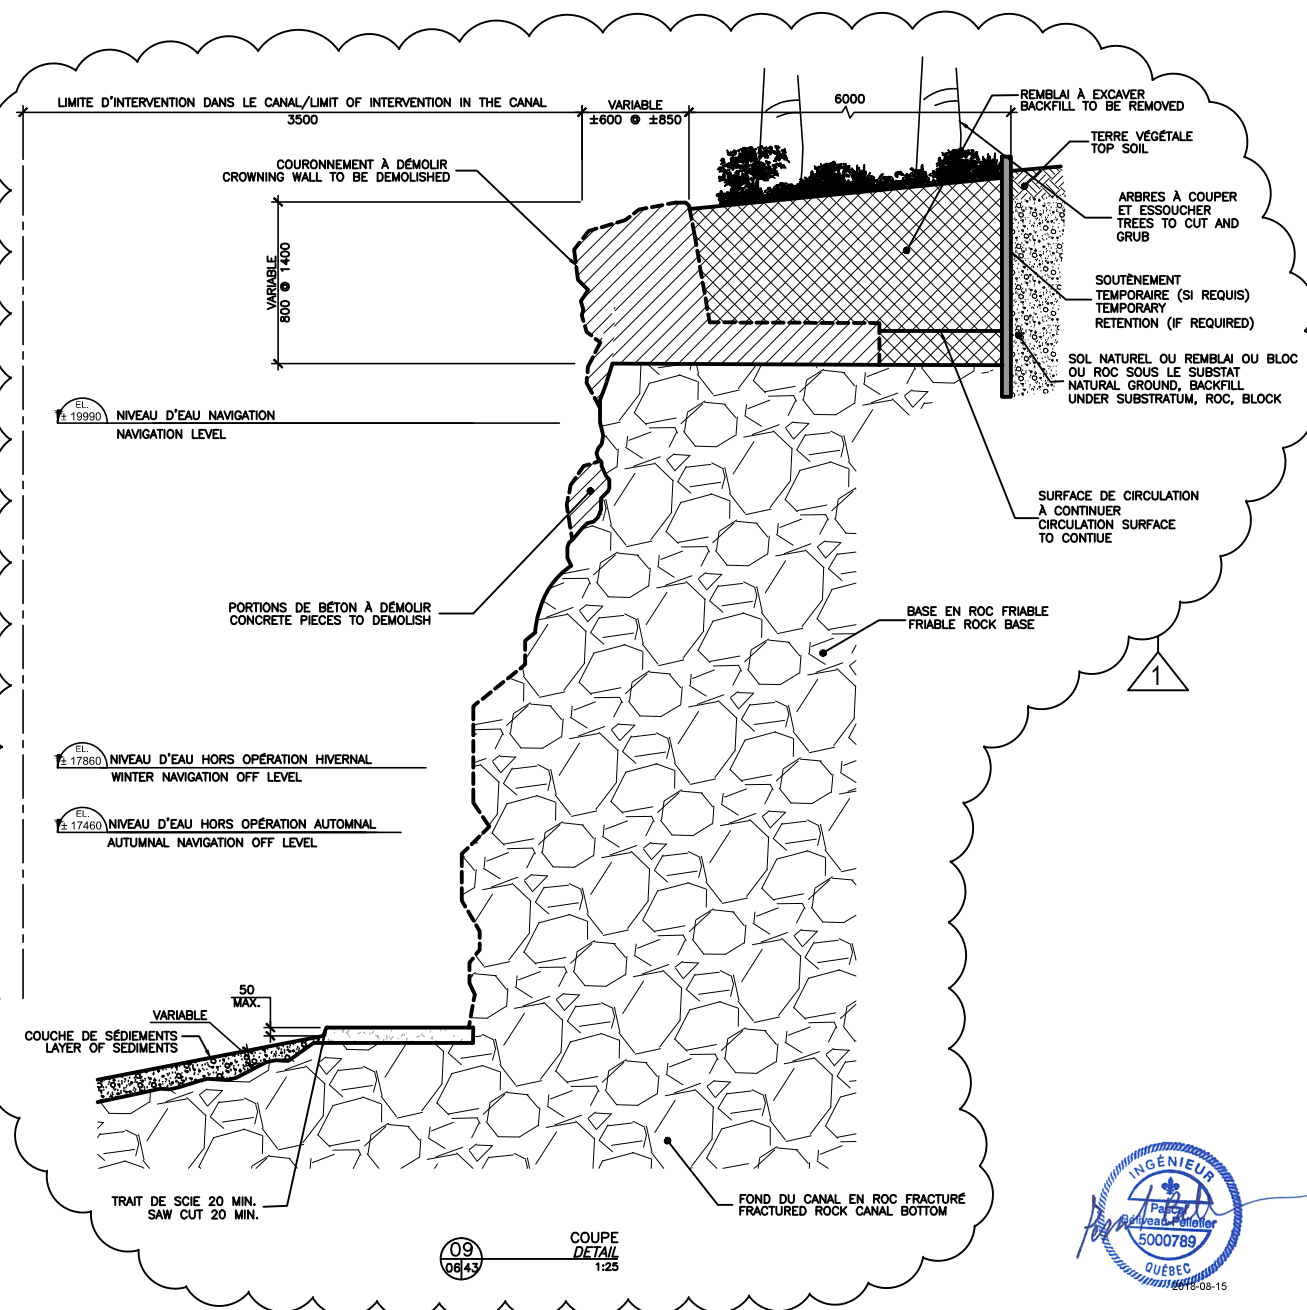 LIMITE D'INTERVENTION DANS LE CANAL/LIMIT OF INTERVENTION IN THE CANAL
3500
VARIABLE
±600 @ ±850
6000
REMBLAI À EXCAVER
BACKFILL TO BE REMOVED
TERRE VÉGÉTALE
TOP SOIL
COURONNEMENT À DÉMOLIR
CROWNING WALL TO BE DEMOLISHED
ARBRES À COUPER
ET ESSOUCHER
TREES TO CUT AND
GRUB
VARIABLE
800 @ 1400
SOUTÈNEMENT
TEMPORAIRE (SI REQUIS)
TEMPORARY
RETENTION (IF REQUIRED)
SOL NATUREL OU REMBLAI OU BLOC
OU ROC SOUS LE SUBSTAT
NATURAL GROUND, BACKFILL
UNDER SUBSTRATUM, ROC, BLOCK
EL.
± 19990
NIVEAU D'EAU NAVIGATION
NAVIGATION LEVEL
SURFACE DE CIRCULATION
À CONTINUER
CIRCULATION SURFACE
TO CONTIUE
PORTIONS DE BÉTON À DÉMOLIR
CONCRETE PIECES TO DEMOLISH
BASE EN ROC FRIABLE
FRIABLE ROCK BASE
1
EL.
± 17860
NIVEAU D'EAU HORS OPÉRATION HIVERNAL
WINTER NAVIGATION OFF LEVEL
EL.
± 17460
NIVEAU D'EAU HORS OPÉRATION AUTOMNAL
AUTUMNAL NAVIGATION OFF LEVEL
50
MAX.
VARIABLE
COUCHE DE SÉDIEMENTS
LAYER OF SEDIMENTS
TRAIT DE SCIE 20 MIN.
SAW CUT 20 MIN.
FOND DU CANAL EN ROC FRACTURÉ
FRACTURED ROCK CANAL BOTTOM
09
06 43
COUPE
DETAIL
1:25
INGÉNIEUR
Pascal
Béliveau-Pelletier
5000789
QUÉBEC
2018-08-15